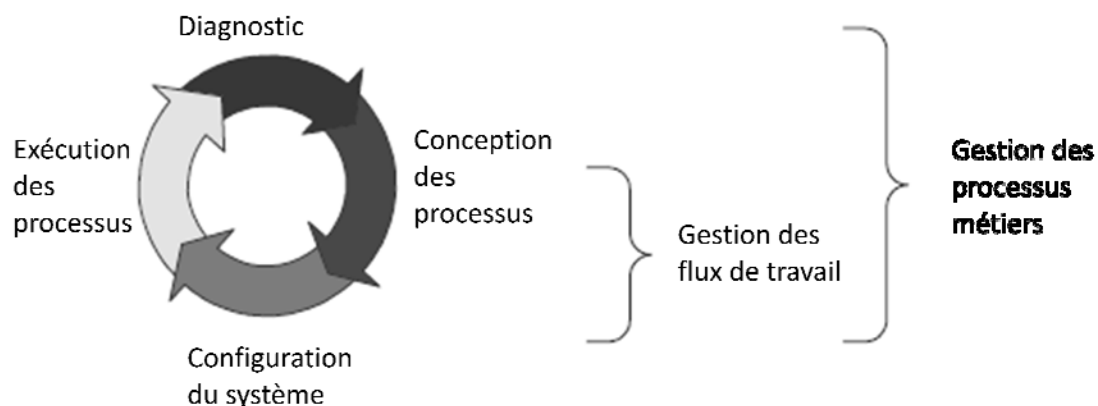 Diagnostic
Exécution
des
processus
Conception
des
processus
Gestion des
processus
métiers
Gestion des
flux de travail
Configuration
du système